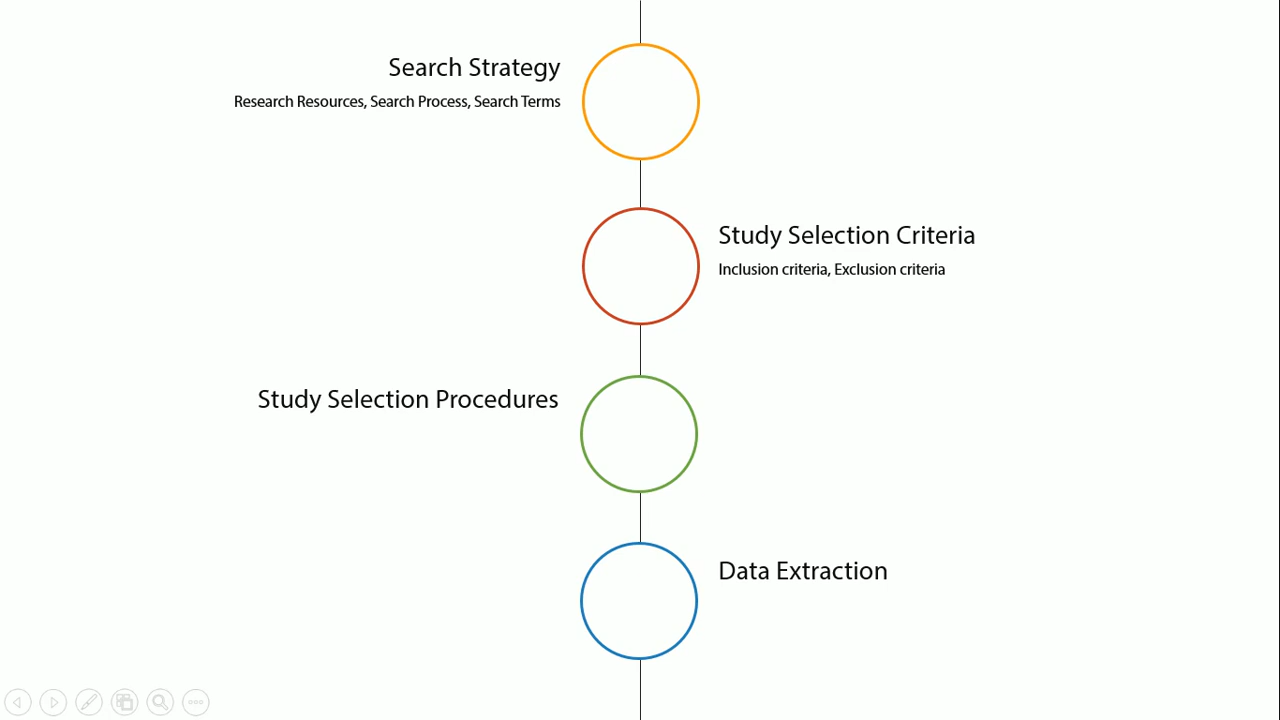 Search Strategy
Research Resources, Search Process, Search Terms
Study Selection Criteria
Inclusion criteria, Exclusion criteria
Study Selection Procedures
Data Extraction